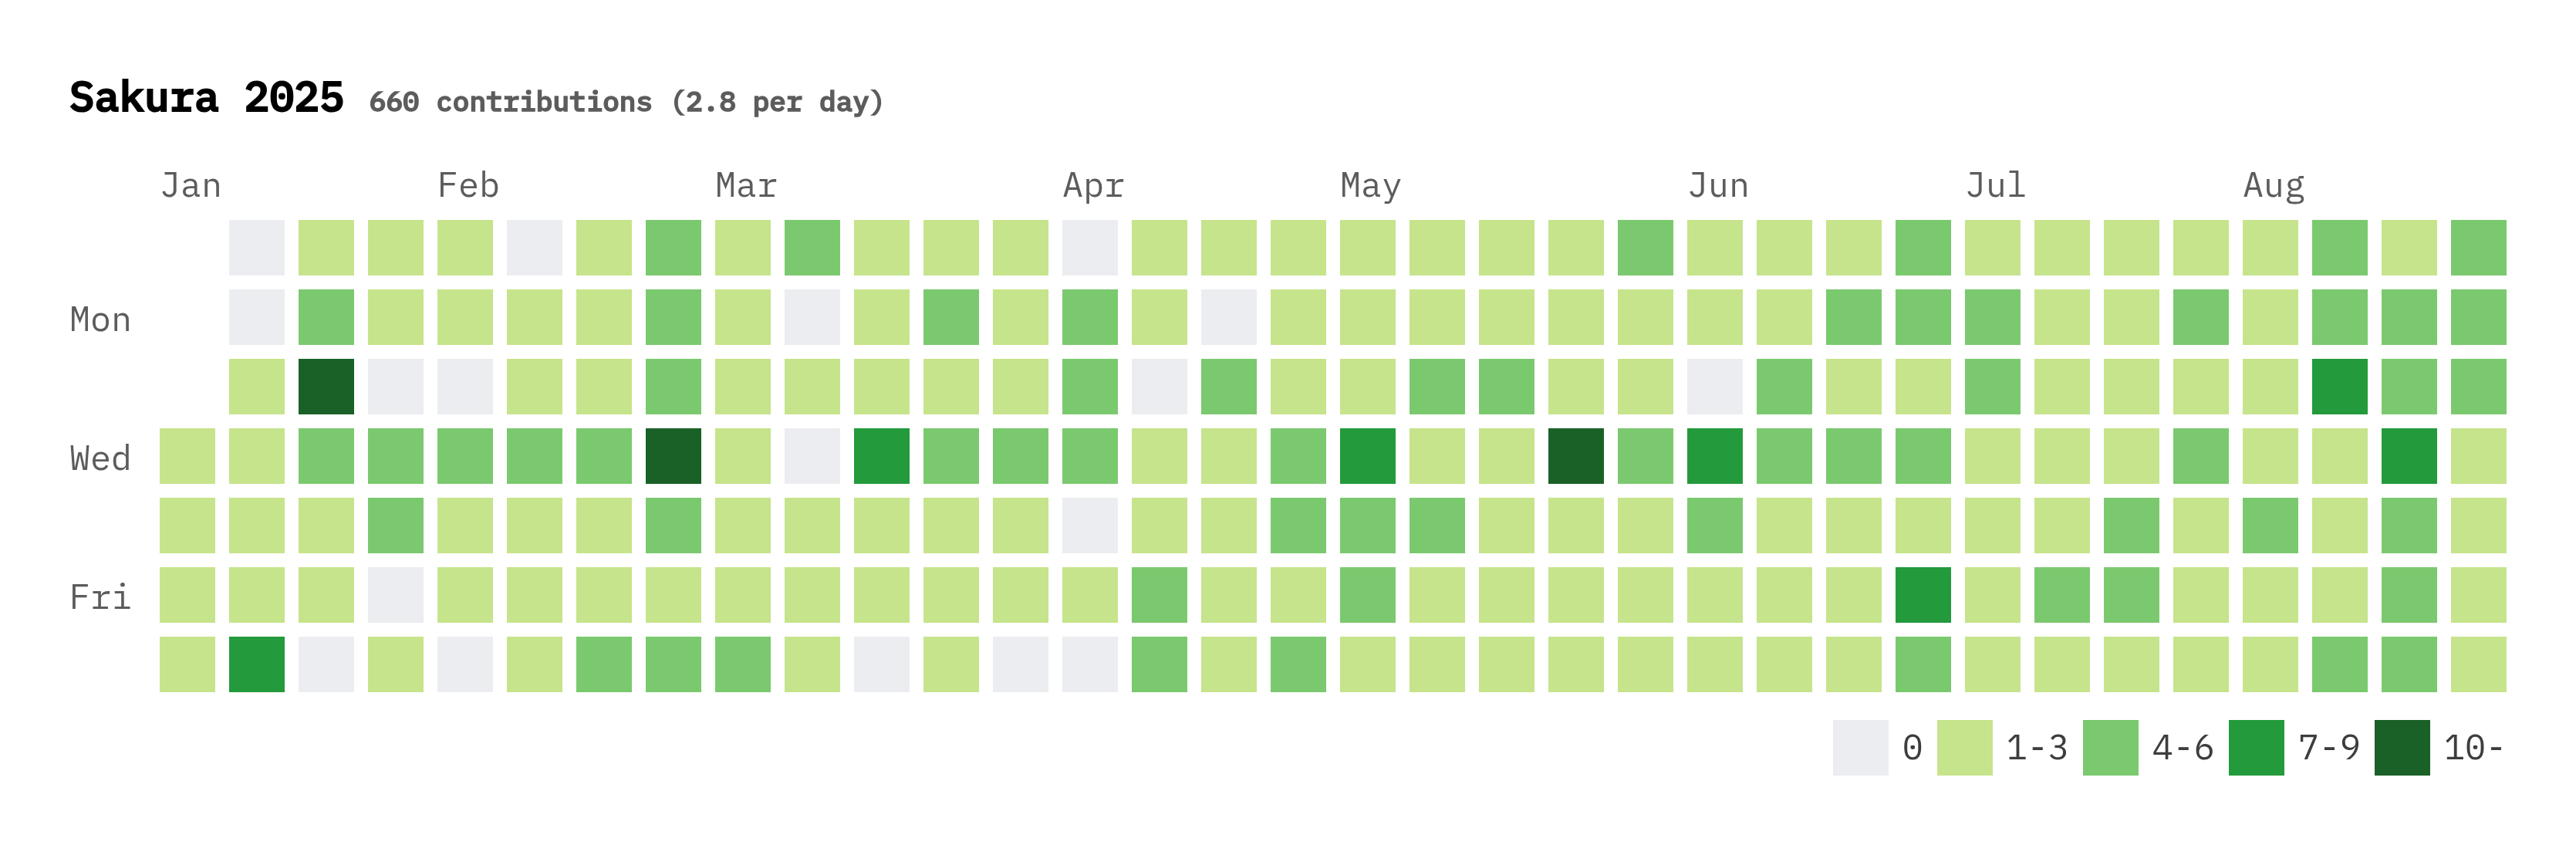 Sakura 2025 660 contributions (2.8 per day)
Jan Feb Mar Apr May Jun Jul Aug
Mon
Wed
Fri
0 1-3 4-6 7-9 10-